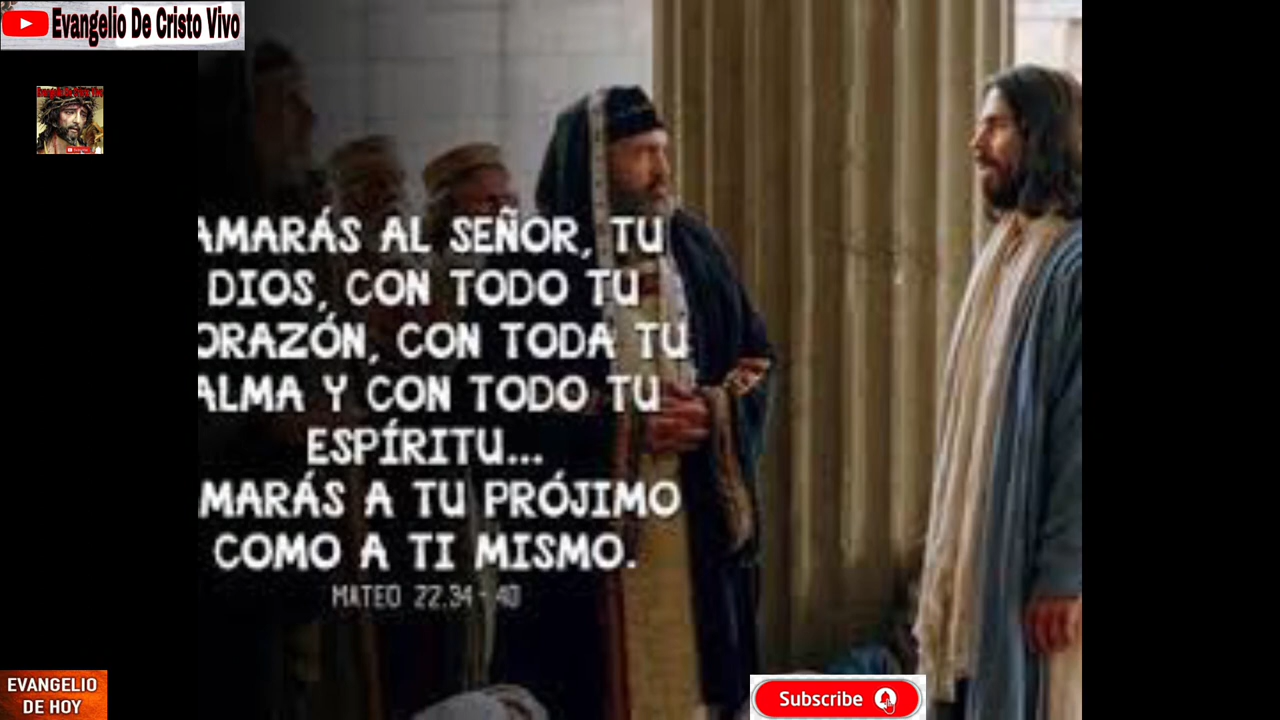 Evangelio De Cristo Vivo
AMARÁS AL SEÑOR, TU
DIOS, CON TODO TU
ORAZÓN, CON TODA TU
ALMA Y CON TODO TU
ESPÍRITU...
MARÁS A TU PRÓJIMO
COMO A TI MISMO.
MATEO 22.34-40
EVANGELIO
DE HOY
Subscribe